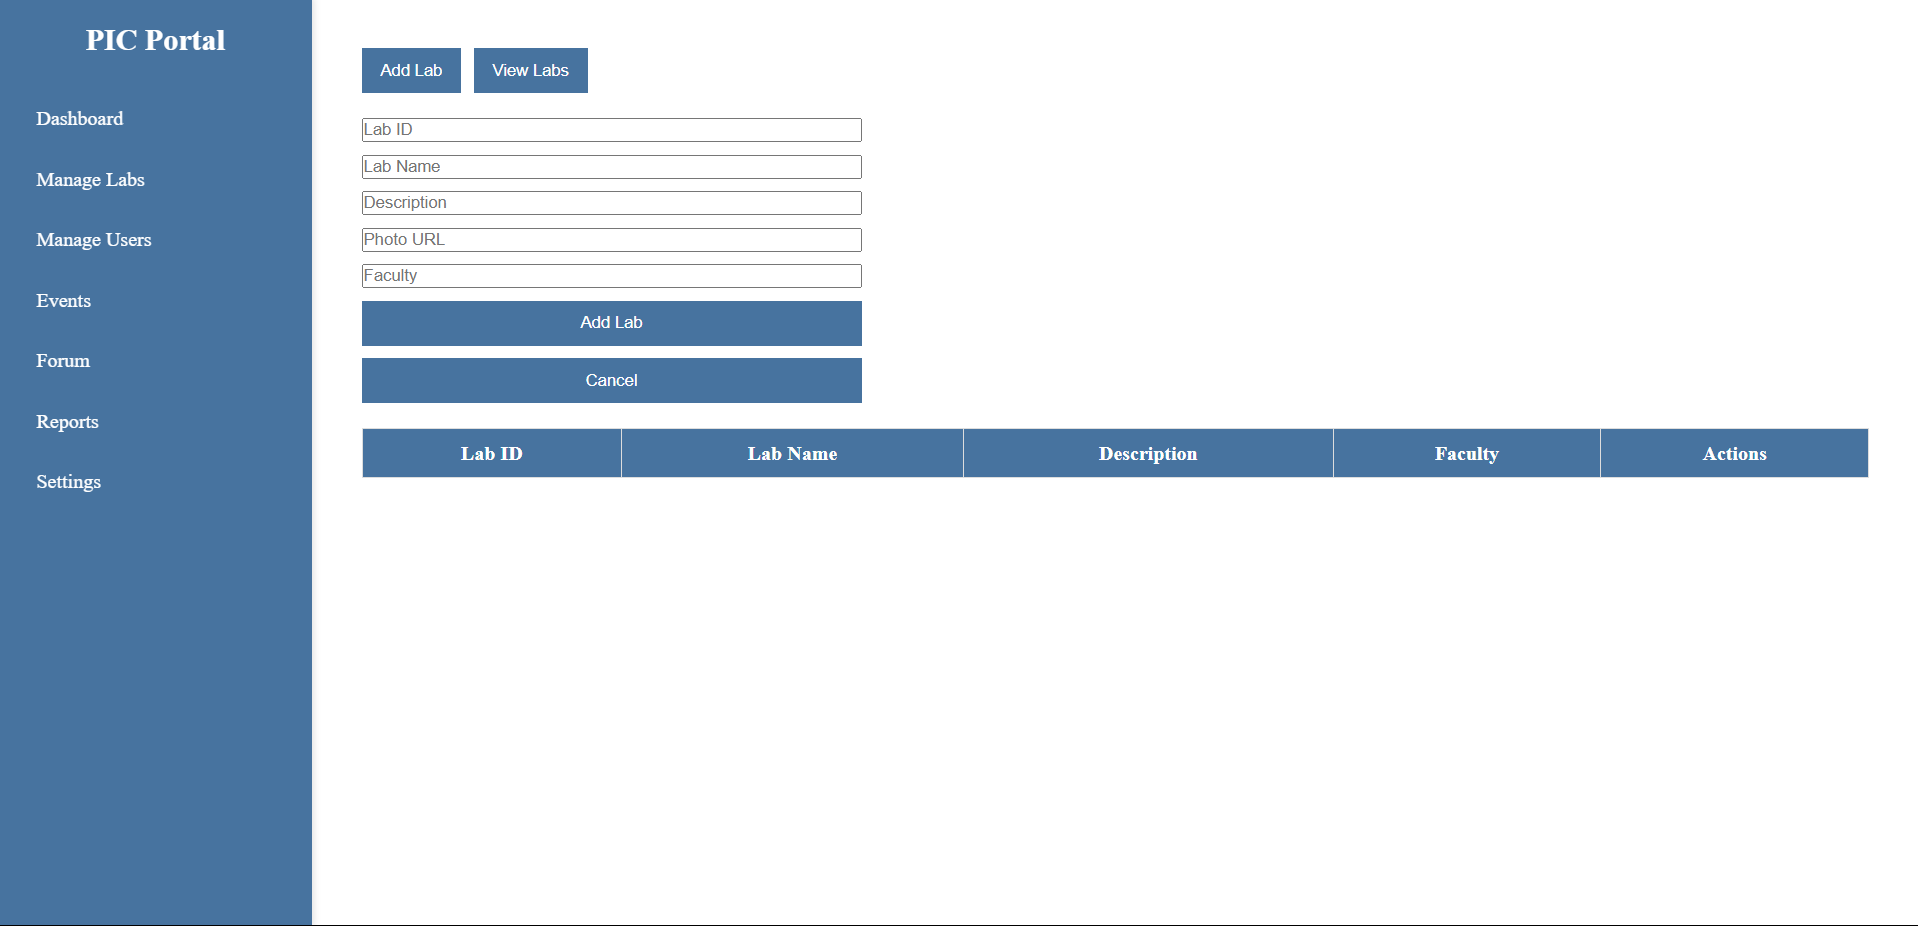 PIC Portal
Dashboard
Manage Labs
Manage Users
Events
Forum
Reports
Settings
Add Lab View Labs
Lab ID
Lab Name
Description
Photo URL
Faculty
Add Lab
Cancel
Lab ID Lab Name Description Faculty Actions